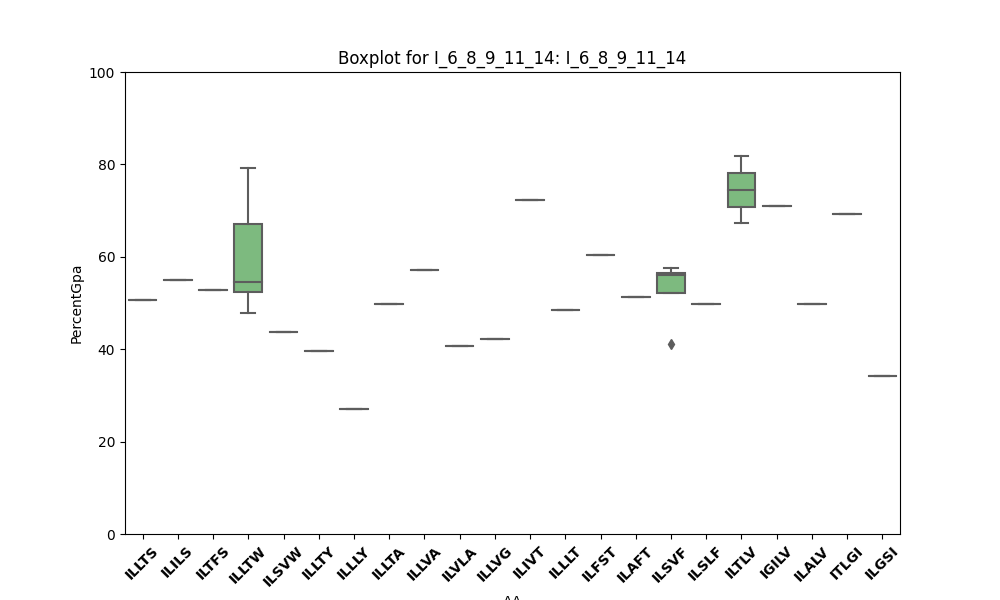 Boxplot for I_6_8_9_11_14: I_6_8_9_11_14
100
80
60
40
20
0
PercentGpa
ILLTS ILILS ILTFS ILLTW ILSVW ILLTY ILLLY ILLTA ILLVA ILVLA ILLVG ILIVT ILLLT ILFST ILAFT ILSVF ILSLF ILTLV IGILV ILALV ITLGI ILGSI
AA